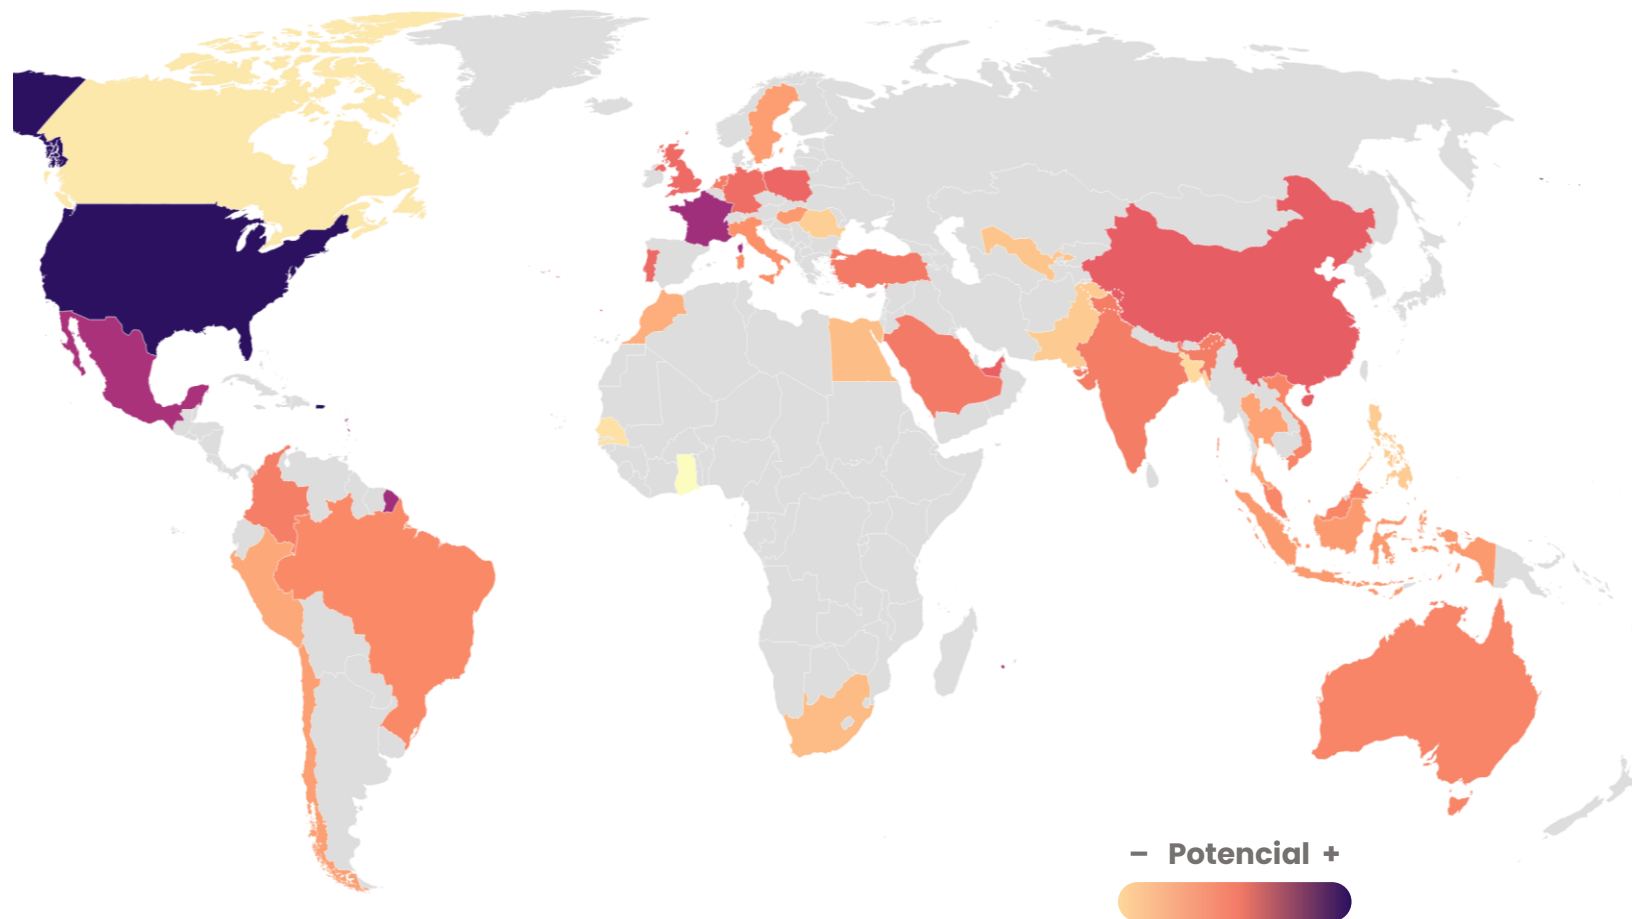 – Potencial +